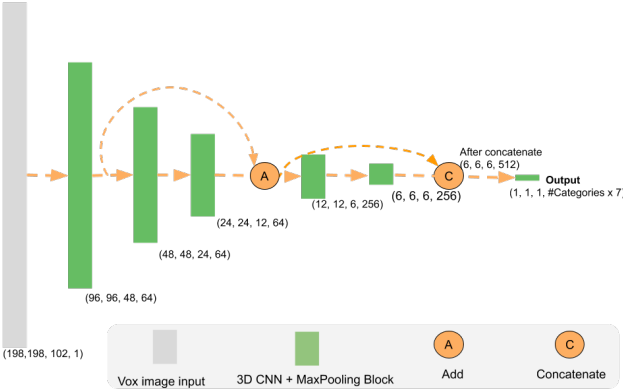 A
C
After concatenate
(6, 6, 6, 512)
Output
(1, 1, 1, #Categories x 7)
(6, 6, 6, 256)
(12, 12, 6, 256)
(24, 24, 12, 64)
(48, 48, 24, 64)
(96, 96, 48, 64)
(198,198, 102, 1)
A
C
Vox image input
3D CNN + MaxPooling Block
Add
Concatenate